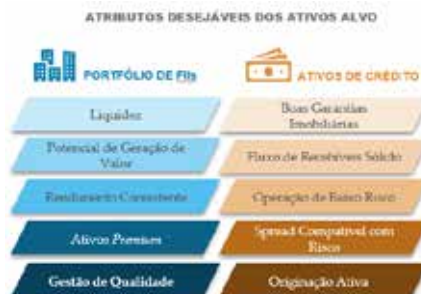 ATRIBUTOS DESEJÁVEIS DOS ATIVOS ALVO
PORTFÓLIO DE FIIs
ATIVOS DE CRÉDITO
Liquidez
Boas Garantias
Imobiliárias
Potencial de Geração de
Valor
Fluxo de Recebíveis Sólido
Rendimento Consistente
Operação de Baixo Risco
Ativos Premium
Spread Compatível com
Risco
Gestão de Qualidade
Originação Ativa